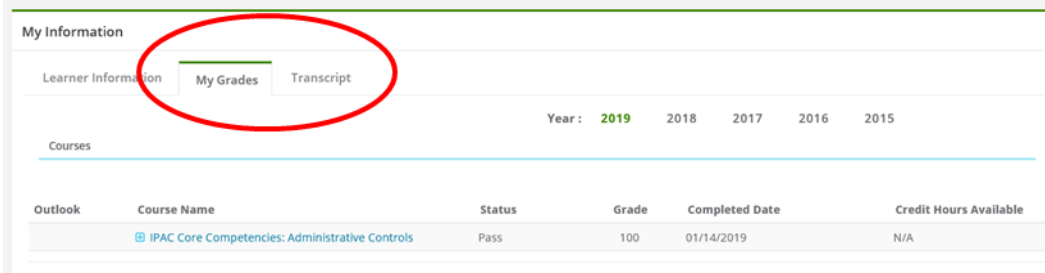 My Information
Learner Information My Grades Transcript
Year : 2019 2018 2017 2016 2015
Courses
Outlook Course Name Status Grade Completed Date Credit Hours Available
IPAC Core Competencies: Administrative Controls Pass 100 01/14/2019 N/A